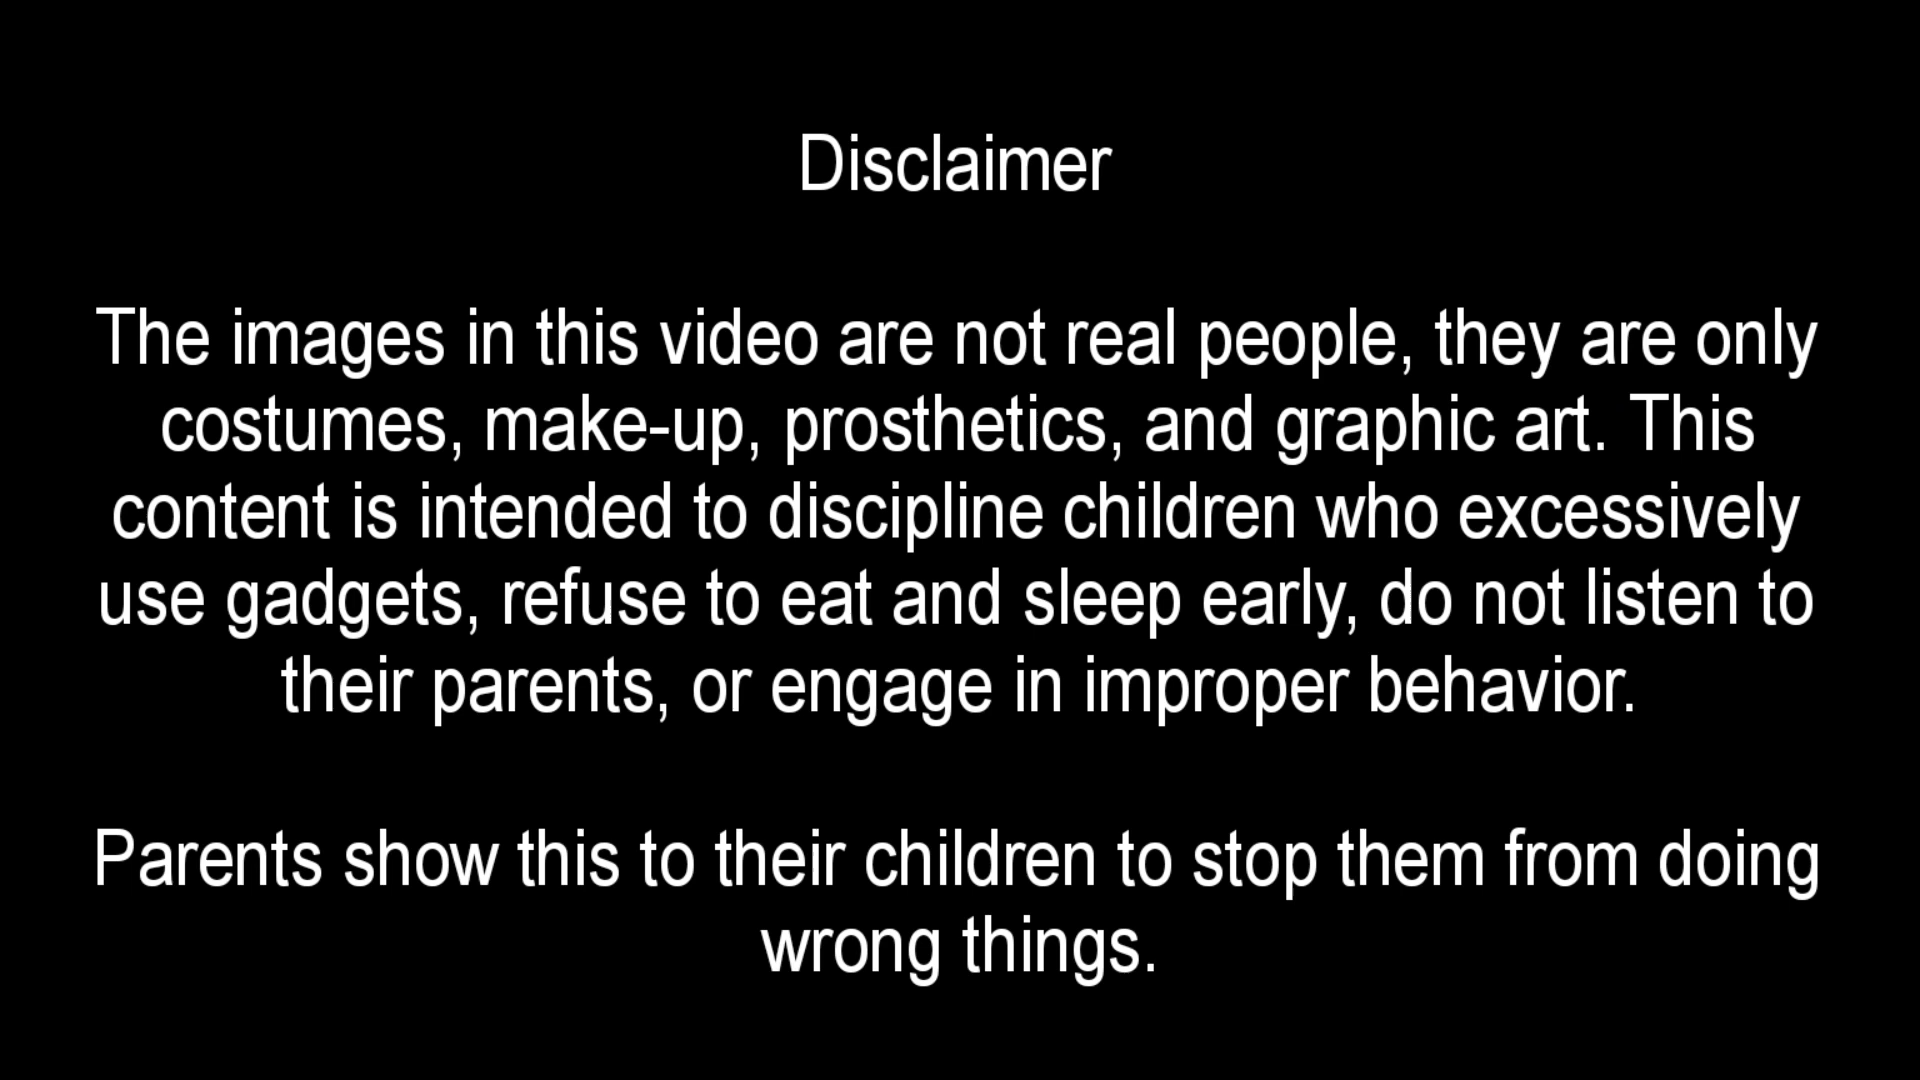 Disclaimer
The images in this video are not real people, they are only
costumes, make-up, prosthetics, and graphic art. This
content is intended to discipline children who excessively
use gadgets, refuse to eat and sleep early, do not listen to
their parents, or engage in improper behavior.
Parents show this to their children to stop them from doing
wrong things.